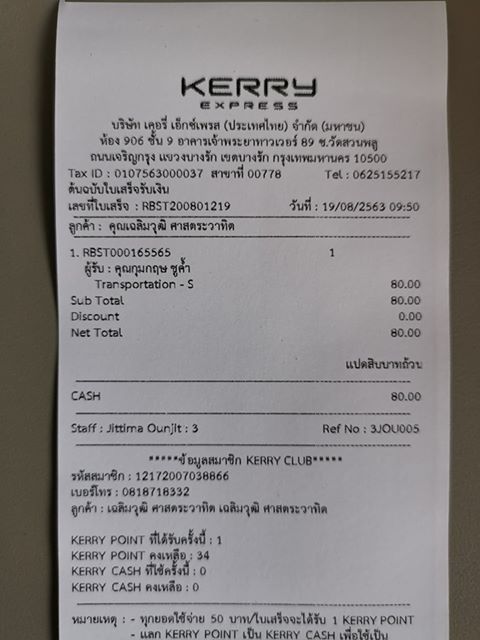 KERRY
EXPRESS
บริษัท เคอรี่ เอ็กซ์เพรส (ประเทศไทย) จำกัด (มหาชน)
ห้อง 906 ชั้น 9 อาคารเจ้าพระยาทาวเวอร์ 89 ซ.วัดสวนพลู
ถนนเจริญกรุง แขวงบางรัก เขตบางรัก กรุงเทพมหานคร 10500
Tax ID : 0107563000037 สาขาที่ 00778 Tel : 0625155217
ต้นฉบับใบเสร็จรับเงิน
เลขที่ใบเสร็จ : RBST200801219 วันที่ : 19/08/2563 09:50
ลูกค้า : คุณเฉลิมวุฒิ ศาสตระวาทิต
1. RBST000165565 1
ผู้รับ : คุณกุมกฤษ ชูค้ำ
Transportation - S 80.00
Sub Total 80.00
Discount 0.00
Net Total 80.00
แปดสิบบาทถ้วน
CASH 80.00
Staff : Jittima Ounjit : 3 Ref No : 3JOU005
*****ข้อมูลสมาชิก KERRY CLUB*****
รหัสสมาชิก : 12172007038866
เบอร์โทร : 0818718332
ลูกค้า : เฉลิมวุฒิ ศาสตระวาทิต เฉลิมวุฒิ ศาสตระวาทิต
KERRY POINT ที่ได้รับครั้งนี้ : 1
KERRY POINT คงเหลือ : 34
KERRY CASH ที่ใช้ครั้งนี้ : 0
KERRY CASH คงเหลือ : 0
หมายเหตุ : - ทุกยอดใช้จ่าย 50 บาท/ใบเสร็จจะได้รับ 1 KERRY POINT
- แลก KERRY POINT เป็น KERRY CASH เพื่อใช้เป็น